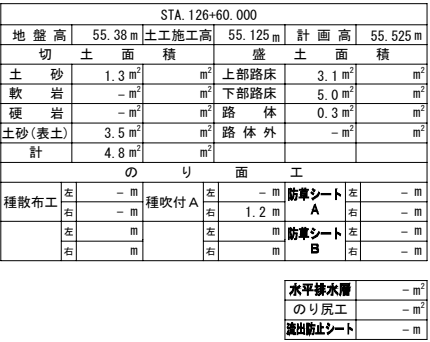 STA.126+60.000
地盤高 55.38 m 土工施工高 55.125 m 計画高 55.525 m
切土面積 盛土面積
土砂 1.3 m² m² 上部路床 3.1 m² m²
軟岩 － m² m² 下部路床 5.0 m² m²
硬岩 － m² m² 路体 0.3 m² m²
土砂(表土) 3.5 m² m² 路体外 － m² m²
計 4.8 m² m²
のり面工
種散布工 左 － m 種吹付A 左 － m 防草シートA 左 － m
右 － m 右 1.2 m 右 － m
左 m 左 m 防草シートB 左 － m
右 m 右 m 右 － m
水平排水層 － m²
のり尻工 － m²
流出防止シート － m